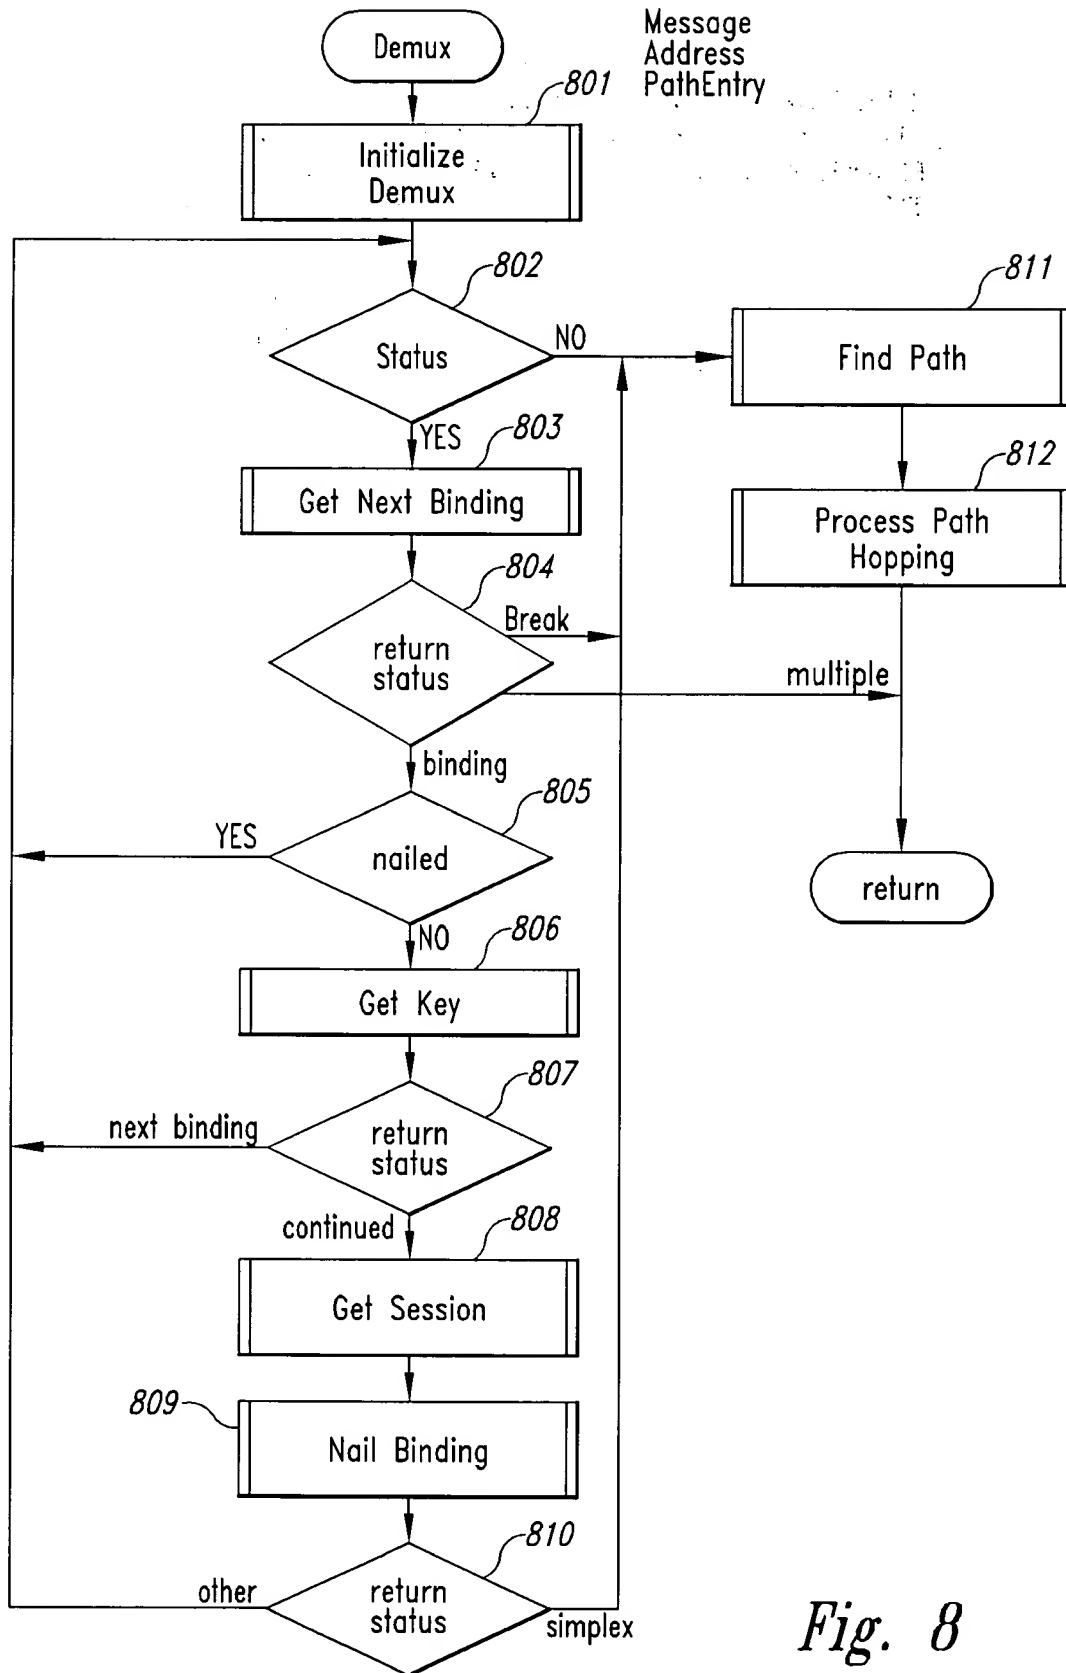 Demux
Message
Address
PathEntry
801
Initialize
Demux
802
Status
NO
YES
811
Find Path
803
Get Next Binding
812
Process Path
Hopping
804
return
status
Break
multiple
binding
805
YES
nailed
NO
return
806
Get Key
807
next binding
return
status
continued
808
Get Session
809
Nail Binding
810
other
return
status
simplex
Fig. 8